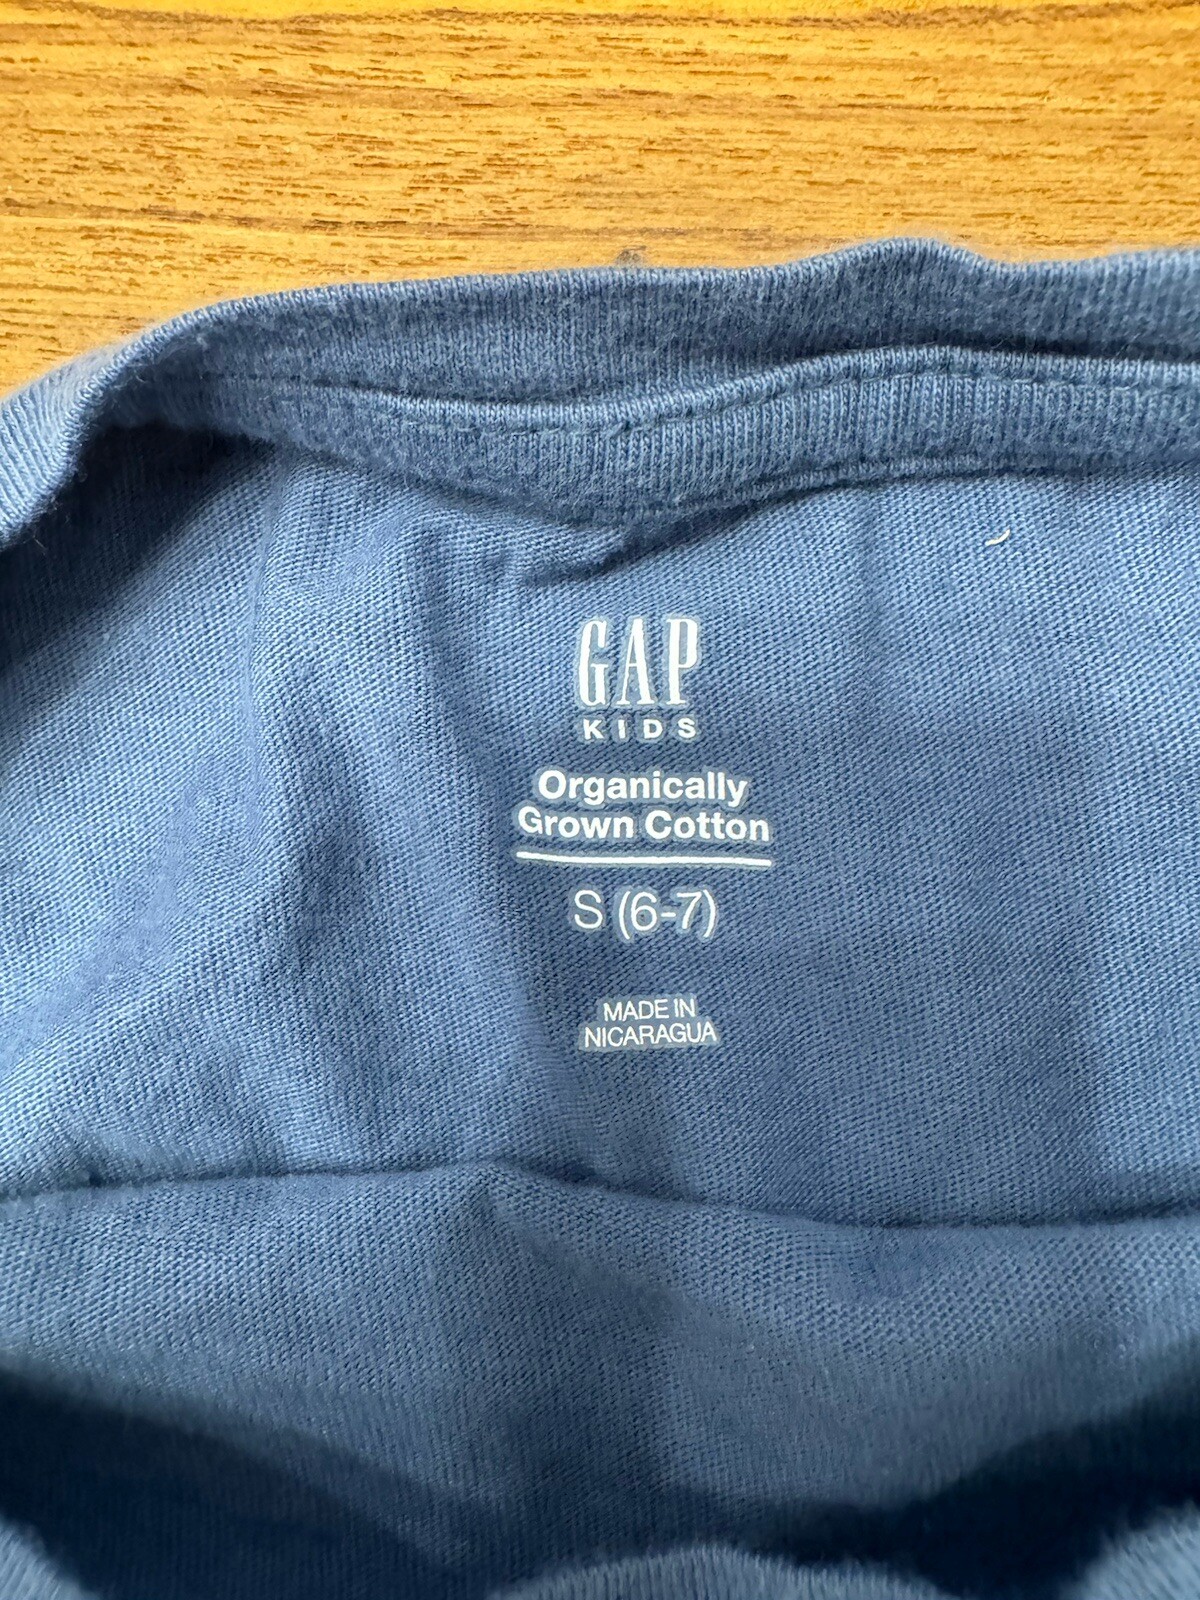 GAP
KIDS
Organically
Grown Cotton
S (6-7)
MADE IN
NICARAGUA